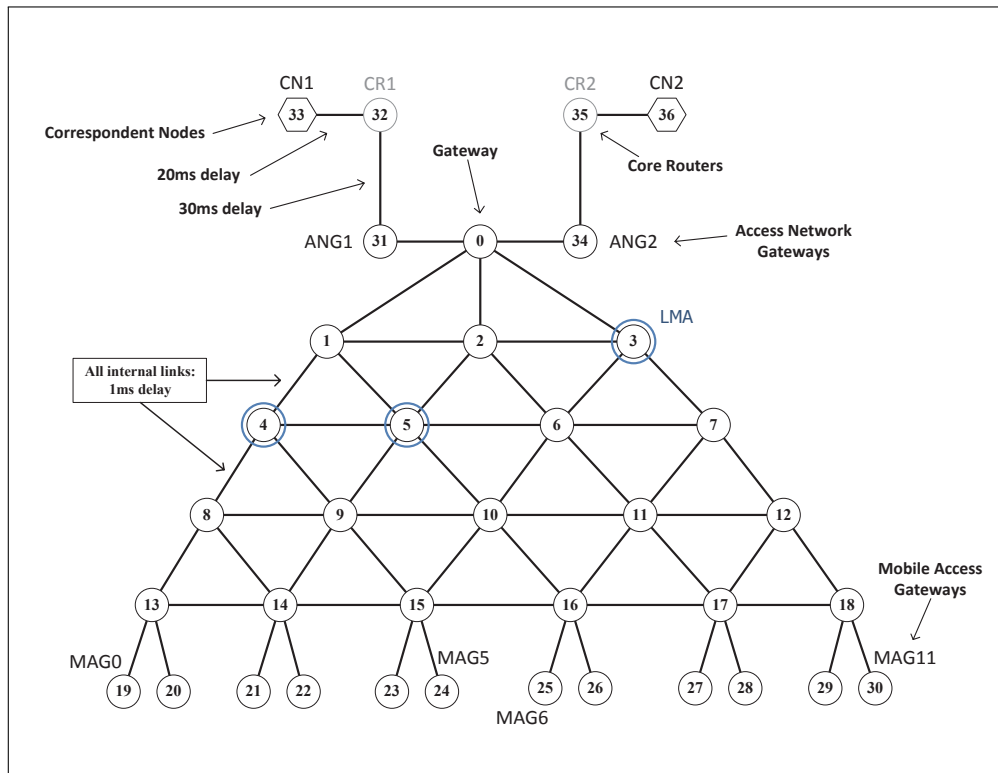 CN1
CR1
CR2
CN2
33
32
35
36
Correspondent Nodes
Gateway
Core Routers
20ms delay
30ms delay
ANG1
31
0
34
ANG2
Access Network
Gateways
LMA
1
2
3
All internal links:
1ms delay
4
5
6
7
8
9
10
11
12
Mobile Access
Gateways
13
14
15
16
17
18
MAG0
MAG5
MAG11
19
20
21
22
23
24
25
26
27
28
29
30
MAG6